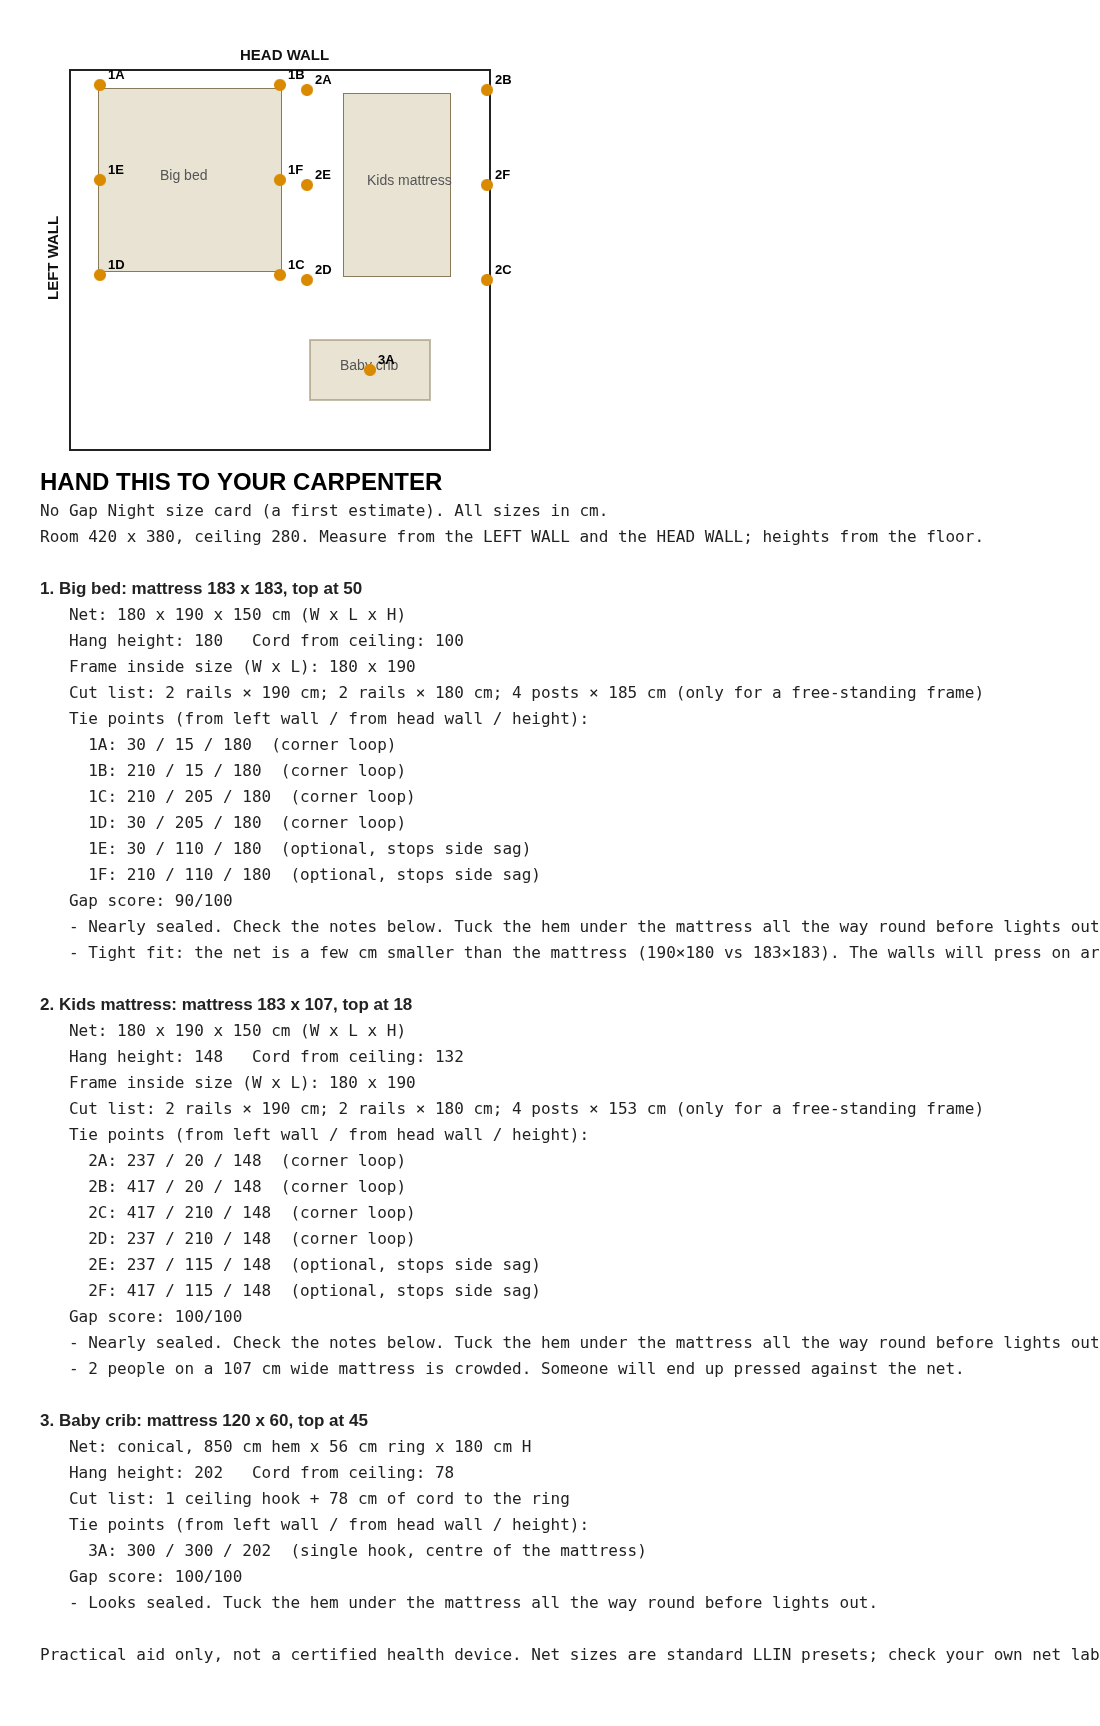 HEAD WALL
1A
1B
2A
2B
1E
Big bed
1F
2E
Kids mattress
2F
LEFT WALL
1D
1C
2D
2C
Baby crib
3A
HAND THIS TO YOUR CARPENTER
No Gap Night size card (a first estimate). All sizes in cm.
Room 420 x 380, ceiling 280. Measure from the LEFT WALL and the HEAD WALL; heights from the floor.
1. Big bed: mattress 183 x 183, top at 50
Net: 180 x 190 x 150 cm (W x L x H)
Hang height: 180   Cord from ceiling: 100
Frame inside size (W x L): 180 x 190
Cut list: 2 rails × 190 cm; 2 rails × 180 cm; 4 posts × 185 cm (only for a free-standing frame)
Tie points (from left wall / from head wall / height):
1A: 30 / 15 / 180  (corner loop)
1B: 210 / 15 / 180  (corner loop)
1C: 210 / 205 / 180  (corner loop)
1D: 30 / 205 / 180  (corner loop)
1E: 30 / 110 / 180  (optional, stops side sag)
1F: 210 / 110 / 180  (optional, stops side sag)
Gap score: 90/100
- Nearly sealed. Check the notes below. Tuck the hem under the mattress all the way round before lights out
- Tight fit: the net is a few cm smaller than the mattress (190×180 vs 183×183). The walls will press on ar
2. Kids mattress: mattress 183 x 107, top at 18
Net: 180 x 190 x 150 cm (W x L x H)
Hang height: 148   Cord from ceiling: 132
Frame inside size (W x L): 180 x 190
Cut list: 2 rails × 190 cm; 2 rails × 180 cm; 4 posts × 153 cm (only for a free-standing frame)
Tie points (from left wall / from head wall / height):
2A: 237 / 20 / 148  (corner loop)
2B: 417 / 20 / 148  (corner loop)
2C: 417 / 210 / 148  (corner loop)
2D: 237 / 210 / 148  (corner loop)
2E: 237 / 115 / 148  (optional, stops side sag)
2F: 417 / 115 / 148  (optional, stops side sag)
Gap score: 100/100
- Nearly sealed. Check the notes below. Tuck the hem under the mattress all the way round before lights out
- 2 people on a 107 cm wide mattress is crowded. Someone will end up pressed against the net.
3. Baby crib: mattress 120 x 60, top at 45
Net: conical, 850 cm hem x 56 cm ring x 180 cm H
Hang height: 202   Cord from ceiling: 78
Cut list: 1 ceiling hook + 78 cm of cord to the ring
Tie points (from left wall / from head wall / height):
3A: 300 / 300 / 202  (single hook, centre of the mattress)
Gap score: 100/100
- Looks sealed. Tuck the hem under the mattress all the way round before lights out.
Practical aid only, not a certified health device. Net sizes are standard LLIN presets; check your own net lab